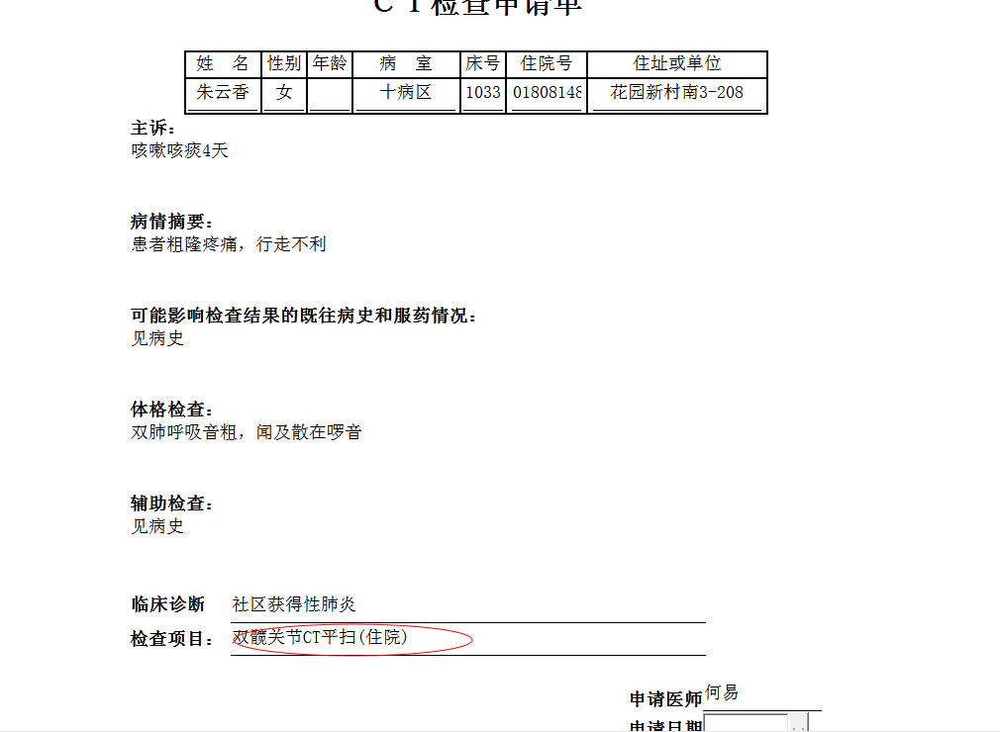 CT检查申请单
姓 名 性别 年龄 病 室 床号 住院号 住址或单位
朱云香 女 十病区 1033 01808148 花园新村南3-208
主诉：
咳嗽咳痰4天
病情摘要：
患者粗隆疼痛，行走不利
可能影响检查结果的既往病史和服药情况：
见病史
体格检查：
双肺呼吸音粗，闻及散在啰音
辅助检查：
见病史
临床诊断 社区获得性肺炎
检查项目： 双髋关节CT平扫(住院)
申请医师 何易
申请日期